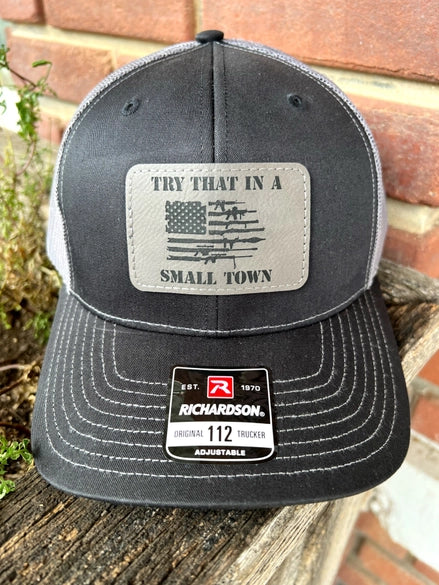 TRY THAT IN A
SMALL TOWN
EST. 1970
RICHARDSON®
ORIGINAL 112 TRUCKER
ADJUSTABLE